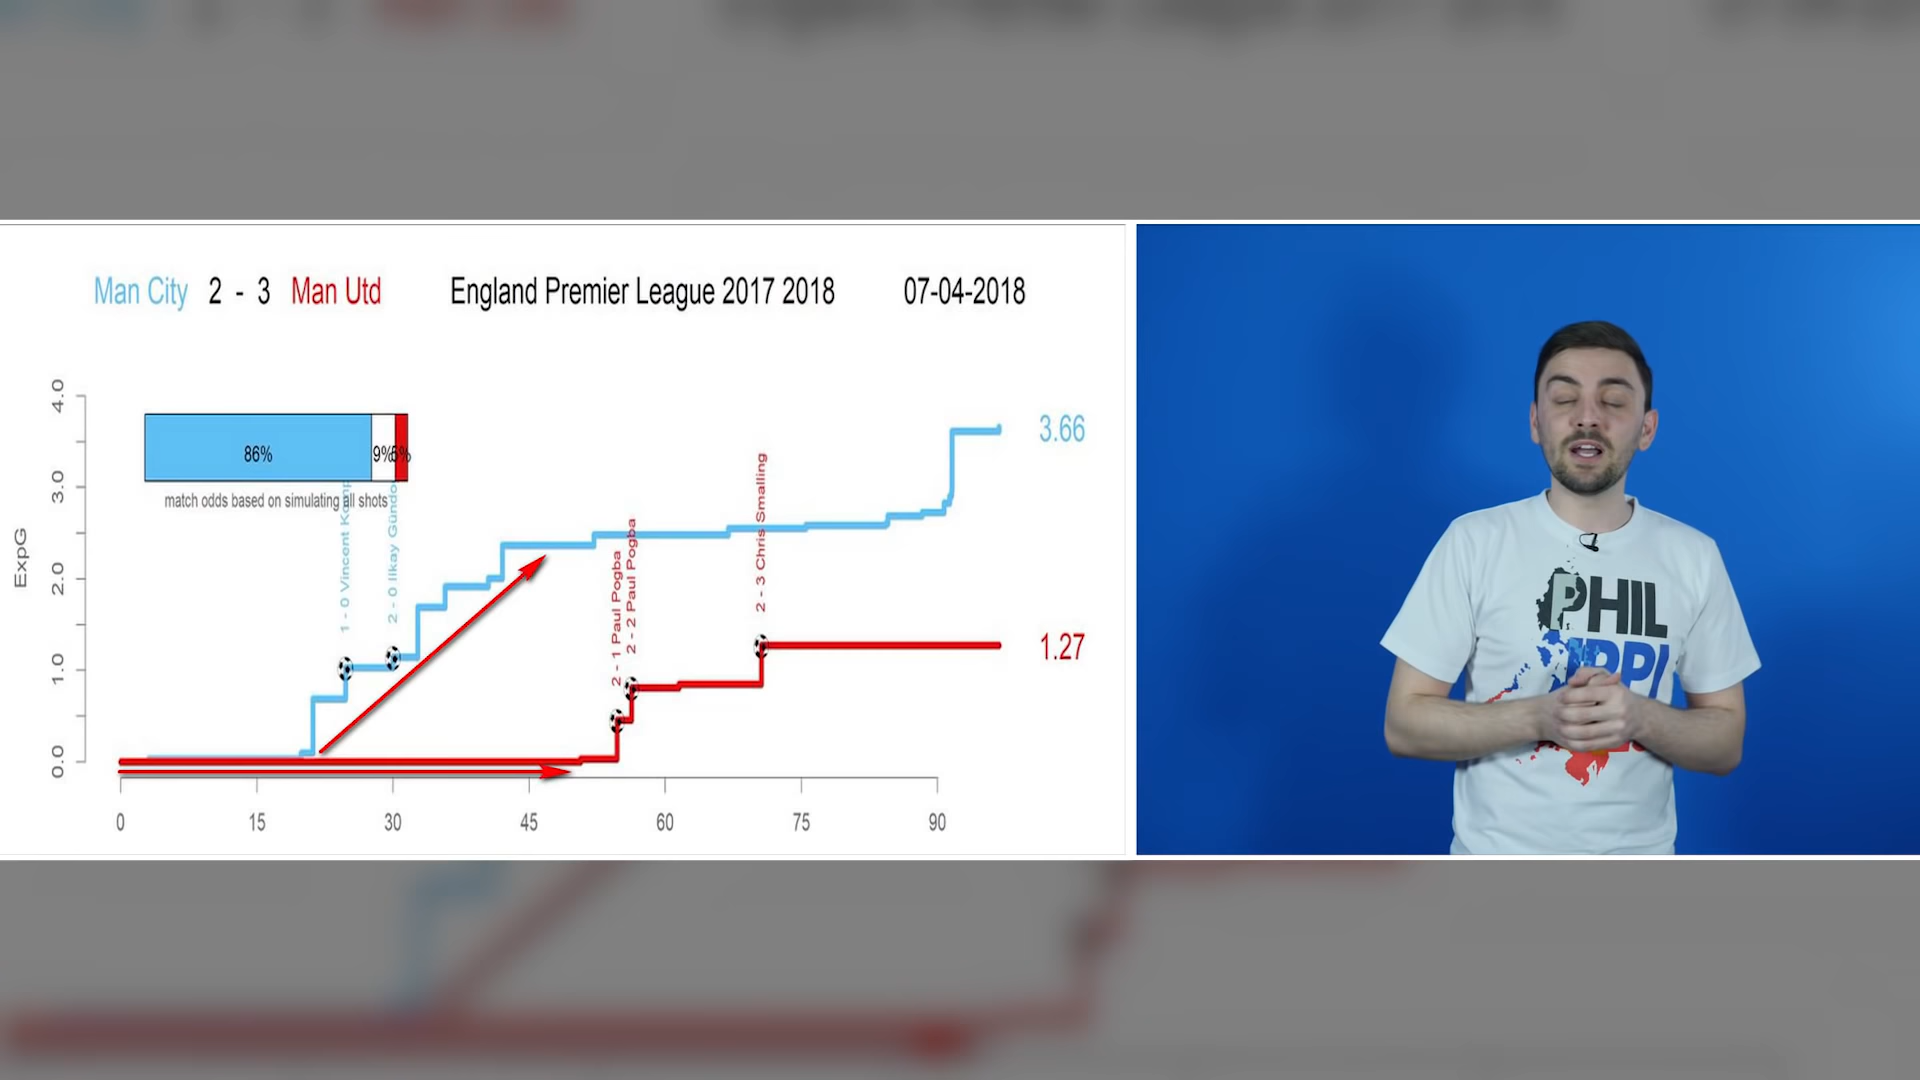 Man City 2 - 3 Man Utd England Premier League 2017 2018 07-04-2018
4.0
3.0
2.0
1.0
0.0
ExpG
86% 9% 5%
match odds based on simulating all shots
1 - 0 Vincent
2 - 0 Ilkay
2 - 1 Paul Pogba
2 - 2 Paul Pogba
2 - 3 Chris Smalling
3.66
1.27
0 15 30 45 60 75 90
PHIL
IPPI